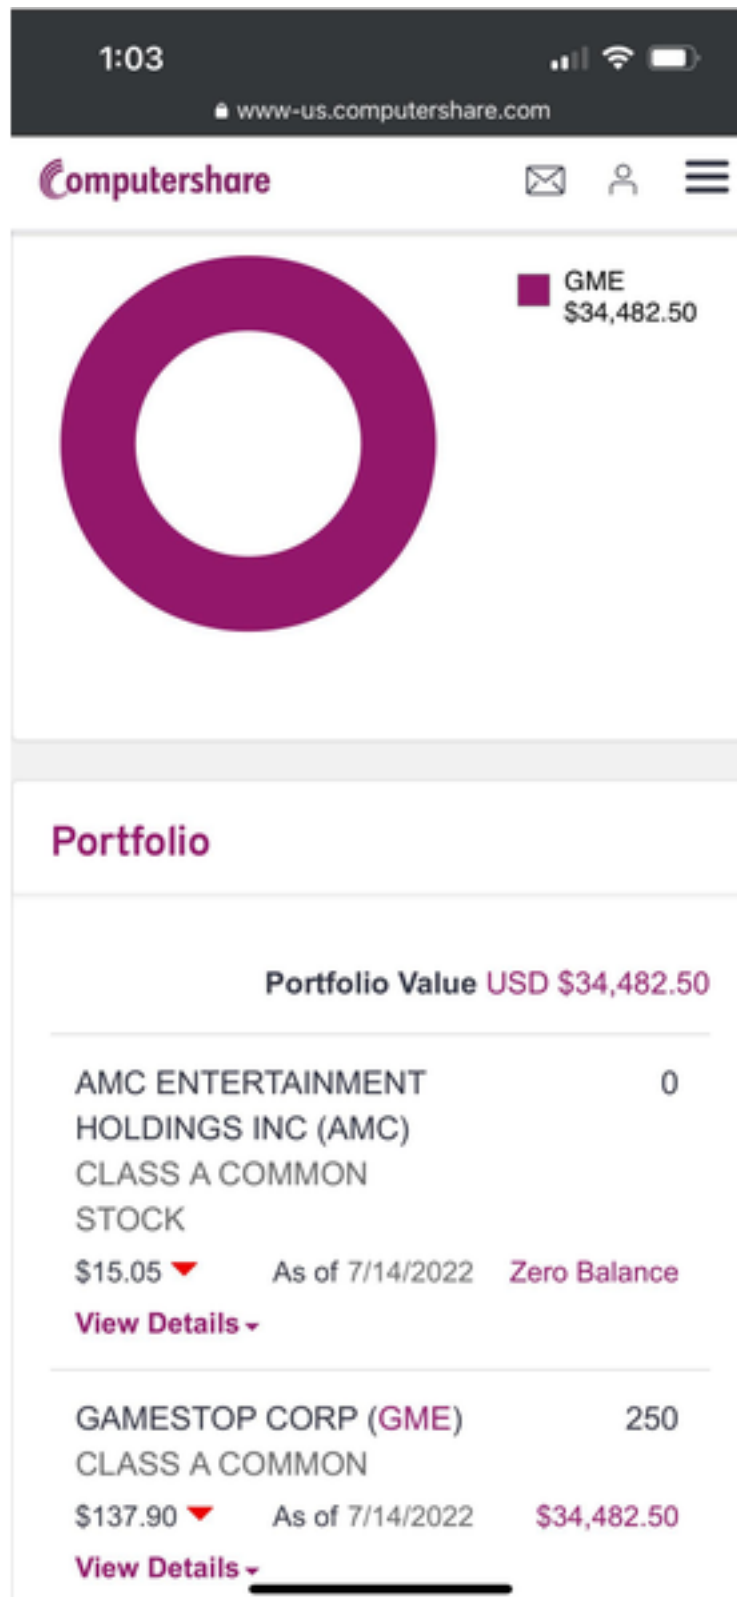 1:03
www-us.computershare.com
Computershare
GME
$34,482.50
Portfolio
Portfolio Value USD $34,482.50
AMC ENTERTAINMENT 0
HOLDINGS INC (AMC)
CLASS A COMMON
STOCK
$15.05 As of 7/14/2022 Zero Balance
View Details
GAMESTOP CORP (GME) 250
CLASS A COMMON
$137.90 As of 7/14/2022 $34,482.50
View Details